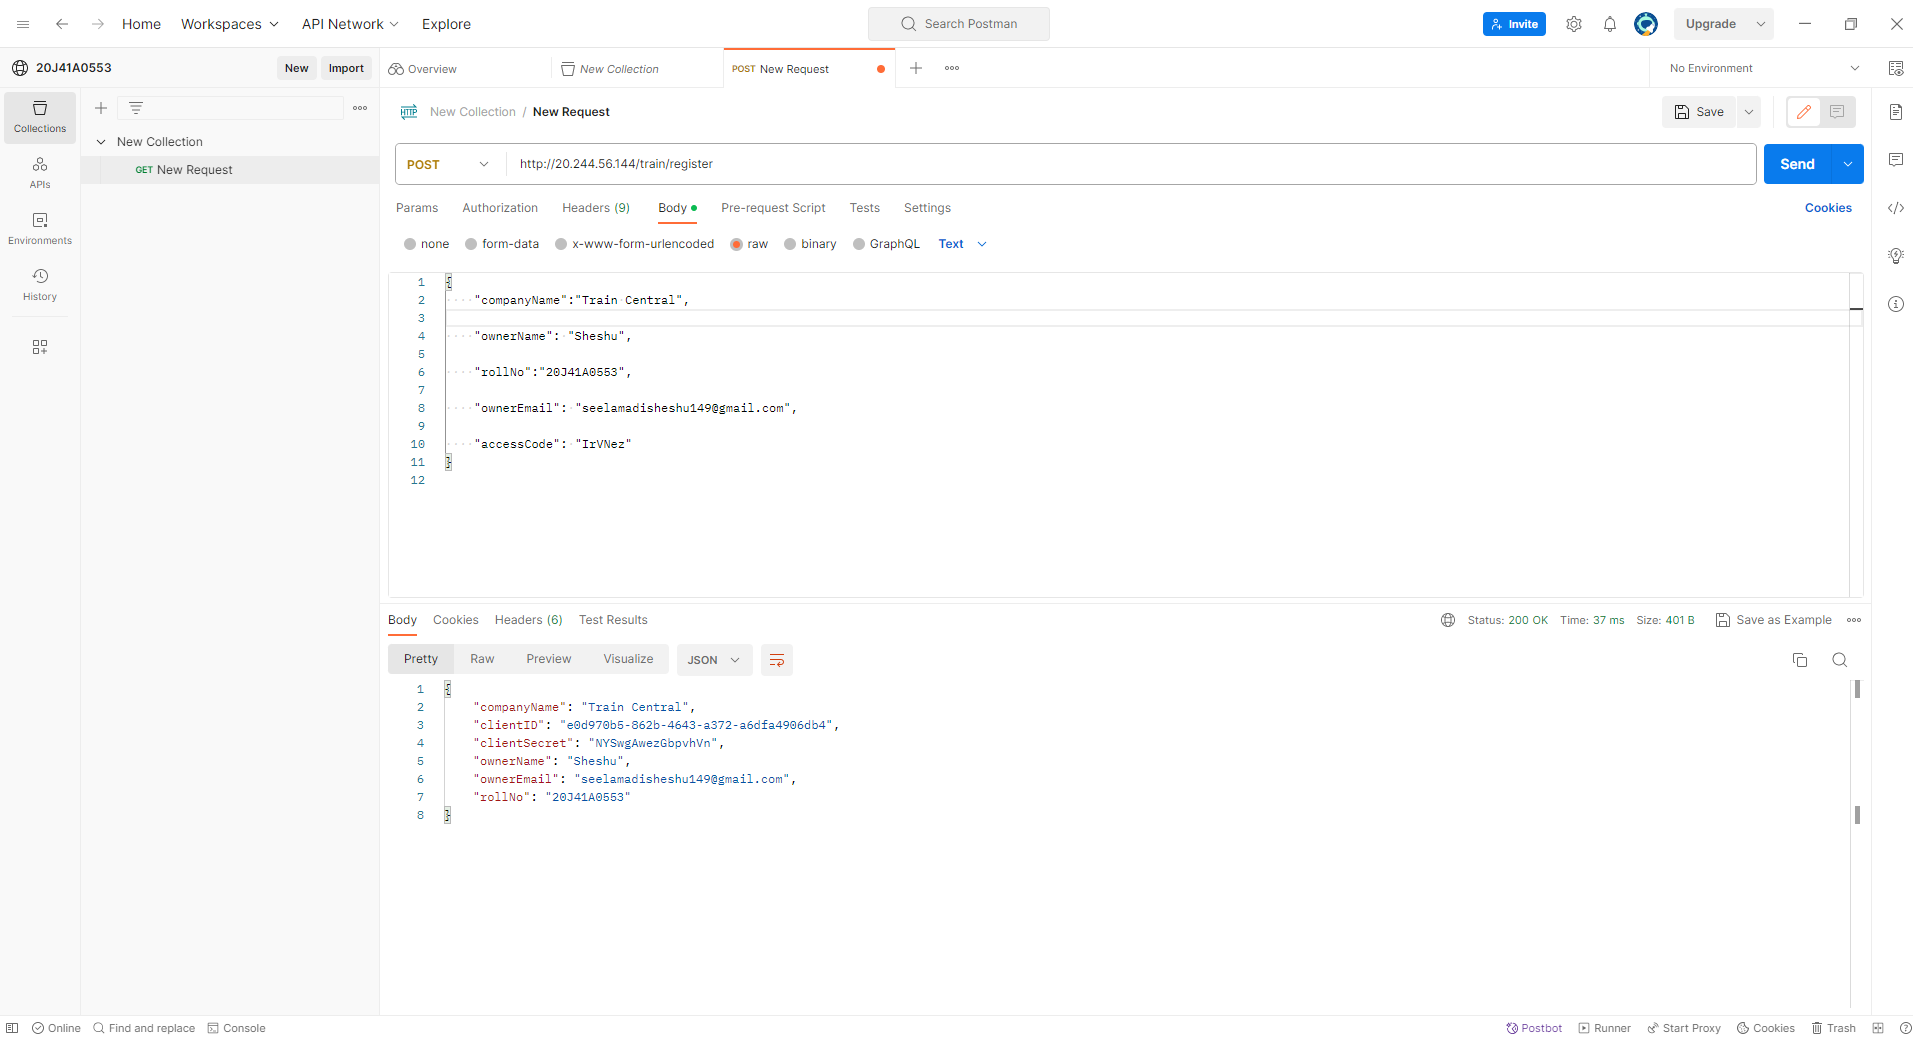 Home Workspaces API Network Explore Search Postman Invite Upgrade
20J41A0553 New Import Overview New Collection POST New Request No Environment
Collections
APIs
Environments
History
New Collection
GET New Request
HTTP New Collection / New Request Save
POST http://20.244.56.144/train/register Send
Params Authorization Headers (9) Body Pre-request Script Tests Settings Cookies
none form-data x-www-form-urlencoded raw binary GraphQL Text
1 {
2 "companyName":"Train Central",
3
4 "ownerName": "Sheshu",
5
6 "rollNo":"20J41A0553",
7
8 "ownerEmail": "seelamadisheshu149@gmail.com",
9
10 "accessCode": "IrVNez"
11 }
12
Body Cookies Headers (6) Test Results Status: 200 OK Time: 37 ms Size: 401 B Save as Example
Pretty Raw Preview Visualize JSON
1 {
2 "companyName": "Train Central",
3 "clientID": "e0d970b5-862b-4643-a372-a6dfa4906db4",
4 "clientSecret": "NYSwgAwezGbpvhVn",
5 "ownerName": "Sheshu",
6 "ownerEmail": "seelamadisheshu149@gmail.com",
7 "rollNo": "20J41A0553"
8 }
Online Find and replace Console Postbot Runner Start Proxy Cookies Trash